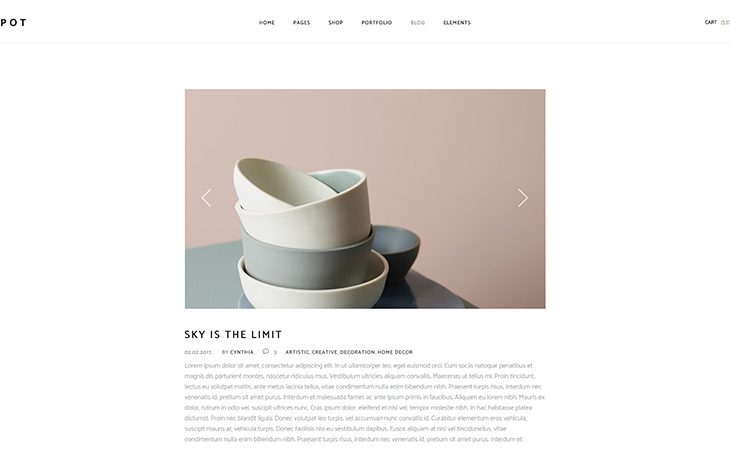 POT
HOME PAGES SHOP PORTFOLIO BLOG ELEMENTS
CART ($37
SKY IS THE LIMIT
02.02.2017. BY CYNTHIA 3 ARTISTIC, CREATIVE, DECORATION, HOME DECOR
Lorem ipsum dolor sit amet, consectetur adipiscing elit. In ut ullamcorper leo, eget euismod orci. Cum sociis natoque penatibus et
magnis dis parturient montes, nascetur ridiculus mus. Vestibulum ultricies aliquam convallis. Maecenas ut tellus mi. Proin tincidunt,
lectus eu volutpat mattis, ante metus lacinia tellus, vitae condimentum nulla enim bibendum nibh. Praesent turpis risus, interdum nec
venenatis id, pretium sit amet purus. Interdum et malesuada fames ac ante ipsum primis in faucibus. Aliquam eu lorem nibh. Mauris ex
dolor, rutrum in odio vel, suscipit ultrices nunc. Cras ipsum dolor, eleifend et nisl vel, tempor molestie nibh. In hac habitasse platea
dictumst. Proin nec blandit ligula. Donec volutpat leo turpis, vel accumsan nunc convallis id. Curabitur elementum eros vehicula,
suscipit mauris at, vehicula turpis. Donec facilisis nisi eu vestibulum dapibus. Fusce aliquam at nisl vel tincidunelus, vitae
condimentum nulla enim bibendum nibh. Praesent turpis risus, interdum nec venenatis id, pretium sit amet purus. Interdum et